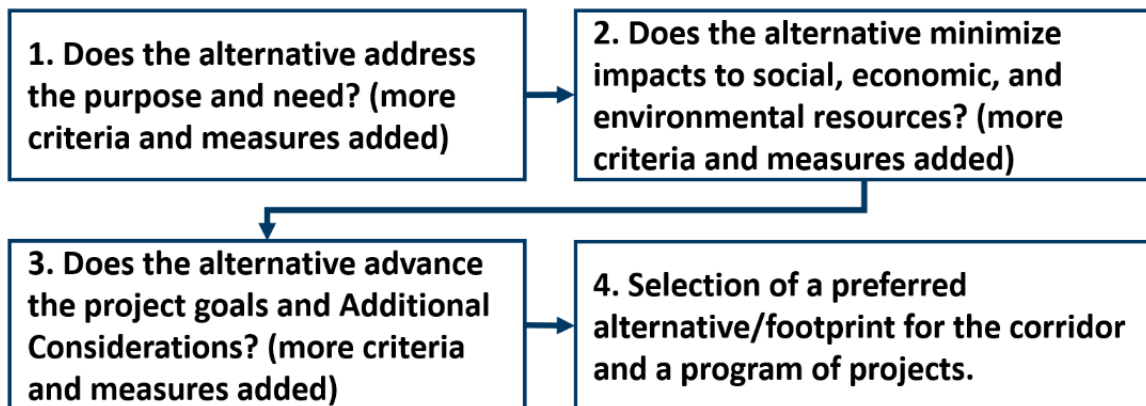 1. Does the alternative address
the purpose and need? (more
criteria and measures added)
2. Does the alternative minimize
impacts to social, economic, and
environmental resources? (more
criteria and measures added)
3. Does the alternative advance
the project goals and Additional
Considerations? (more criteria
and measures added)
4. Selection of a preferred
alternative/footprint for the corridor
and a program of projects.